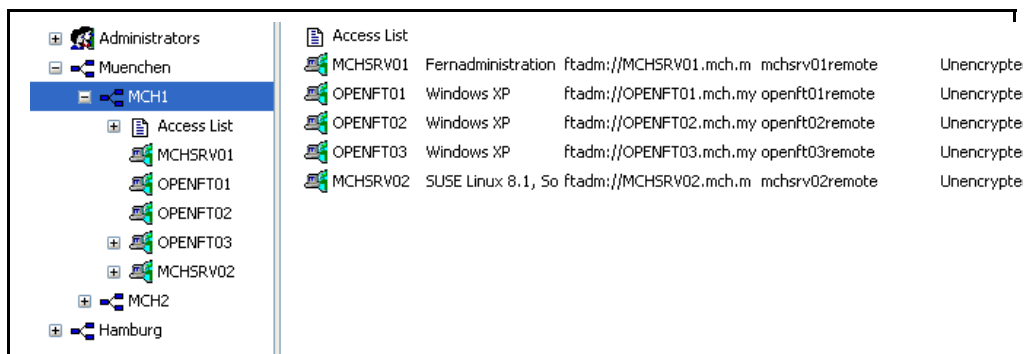 Administrators
Muenchen
MCH1
Access List
MCHSRV01
OPENFT01
OPENFT02
OPENFT03
MCHSRV02
MCH2
Hamburg
Access List
MCHSRV01 Fernadministration ftadm://MCHSRV01.mch.m mchsrv01remote Unencrypte
OPENFT01 Windows XP ftadm://OPENFT01.mch.my openft01remote Unencrypte
OPENFT02 Windows XP ftadm://OPENFT02.mch.my openft02remote Unencrypte
OPENFT03 Windows XP ftadm://OPENFT03.mch.my openft03remote Unencrypte
MCHSRV02 SUSE Linux 8.1, So ftadm://MCHSRV02.mch.m mchsrv02remote Unencrypte